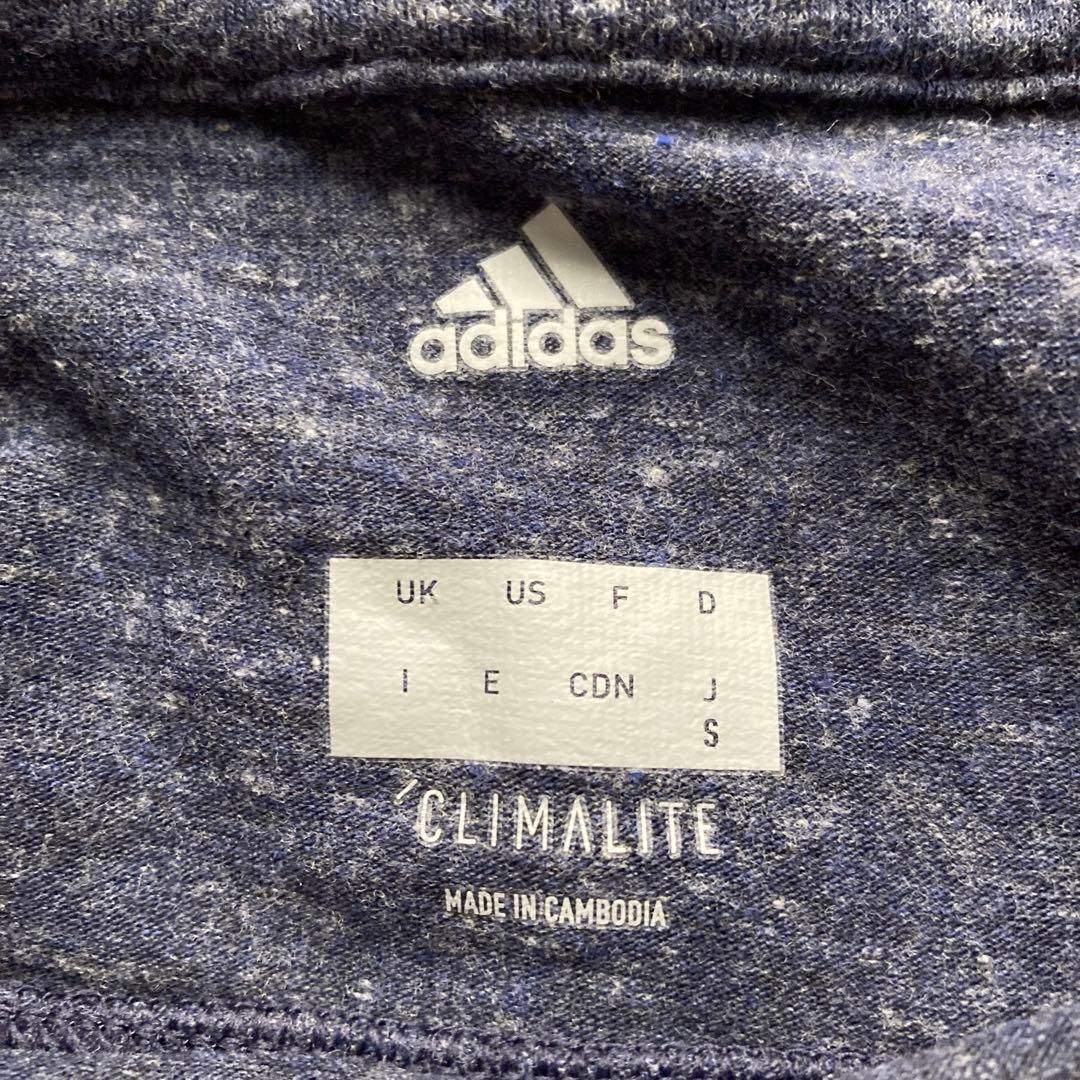 adidas
UK US F D
I E CDN J
S
CLIMALITE
MADE IN CAMBODIA